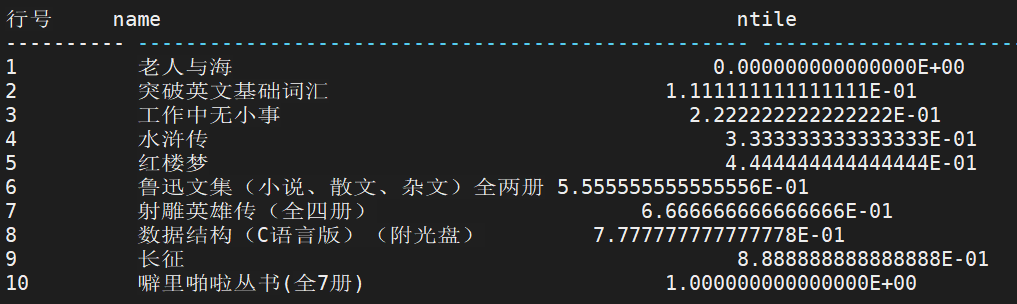 行号 name ntile
---------- --------------------------------------------------- ----------------------
1 老人与海 0.000000000000000E+00
2 突破英文基础词汇 1.111111111111111E-01
3 工作中无小事 2.222222222222222E-01
4 水浒传 3.333333333333333E-01
5 红楼梦 4.444444444444444E-01
6 鲁迅文集（小说、散文、杂文）全两册 5.555555555555556E-01
7 射雕英雄传（全四册） 6.666666666666666E-01
8 数据结构（C语言版）（附光盘） 7.777777777777778E-01
9 长征 8.888888888888888E-01
10 噼里啪啦丛书(全7册) 1.000000000000000E+00